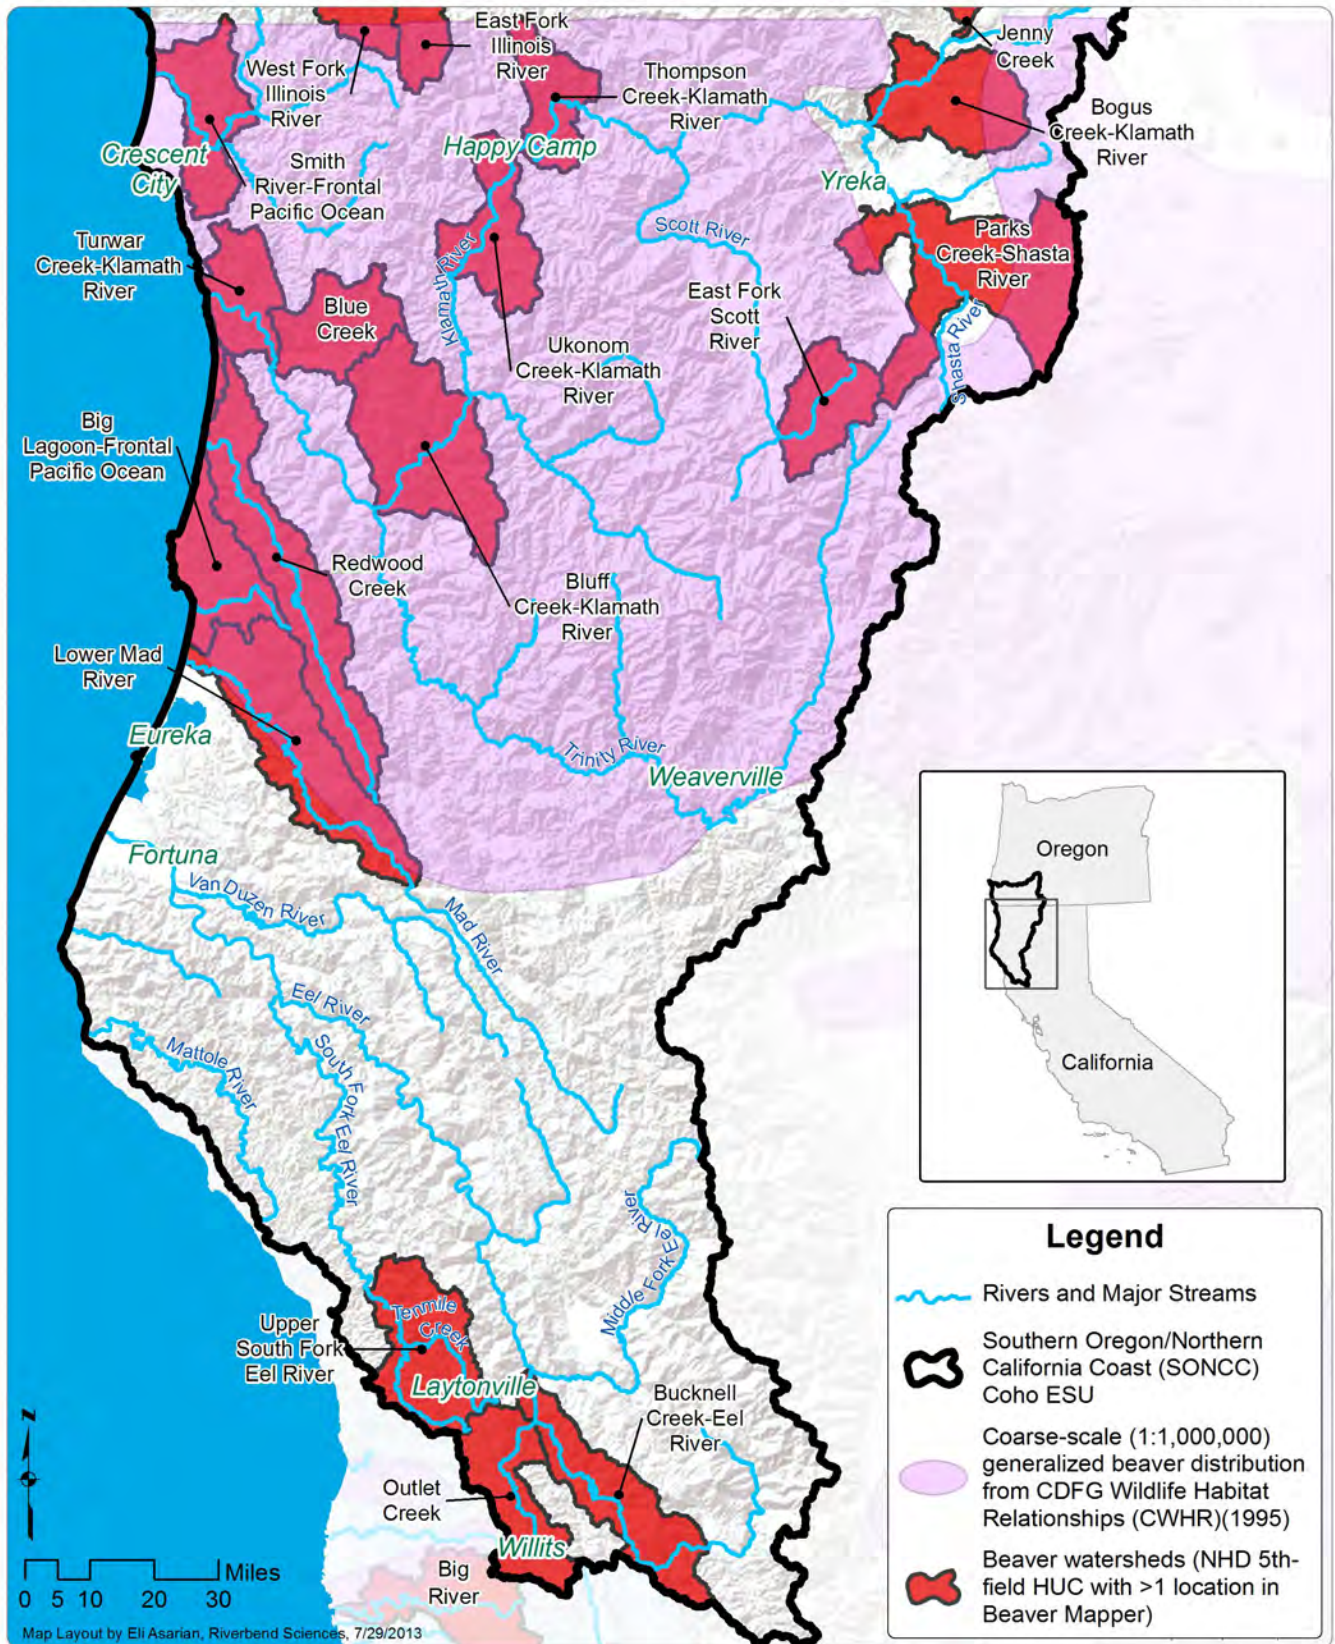 East Fork
Illinois
River
Jenny
Creek
West Fork
Illinois
River
Thompson
Creek-Klamath
River
Bogus
Creek-Klamath
River
Happy Camp
Crescent
City
Smith
River-Frontal
Pacific Ocean
Yreka
Turwar
Creek-Klamath
River
Scott River
Parks
Creek-Shasta
River
Klamath River
Blue
Creek
East Fork
Scott
River
Ukonom
Creek-Klamath
River
Shasta River
Big
Lagoon-Frontal
Pacific Ocean
Redwood
Creek
Bluff
Creek-Klamath
River
Lower Mad
River
Eureka
Trinity River
Weaverville
Fortuna
Van Duzen River
Mad River
Eel River
South Fork Eel River
Mattole River
Middle Fork Eel River
Tenmile
Creek
Upper
South Fork
Eel River
Laytonville
Bucknell
Creek-Eel
River
Outlet
Creek
Willits
Big
River
Oregon
California
Legend
Rivers and Major Streams
Southern Oregon/Northern
California Coast (SONCC)
Coho ESU
Coarse-scale (1:1,000,000)
generalized beaver distribution
from CDFG Wildlife Habitat
Relationships (CWHR)(1995)
Beaver watersheds (NHD 5th-
field HUC with >1 location in
Beaver Mapper)
N
Miles
0 5 10 20 30
Map Layout by Eli Asarian, Riverbend Sciences, 7/29/2013